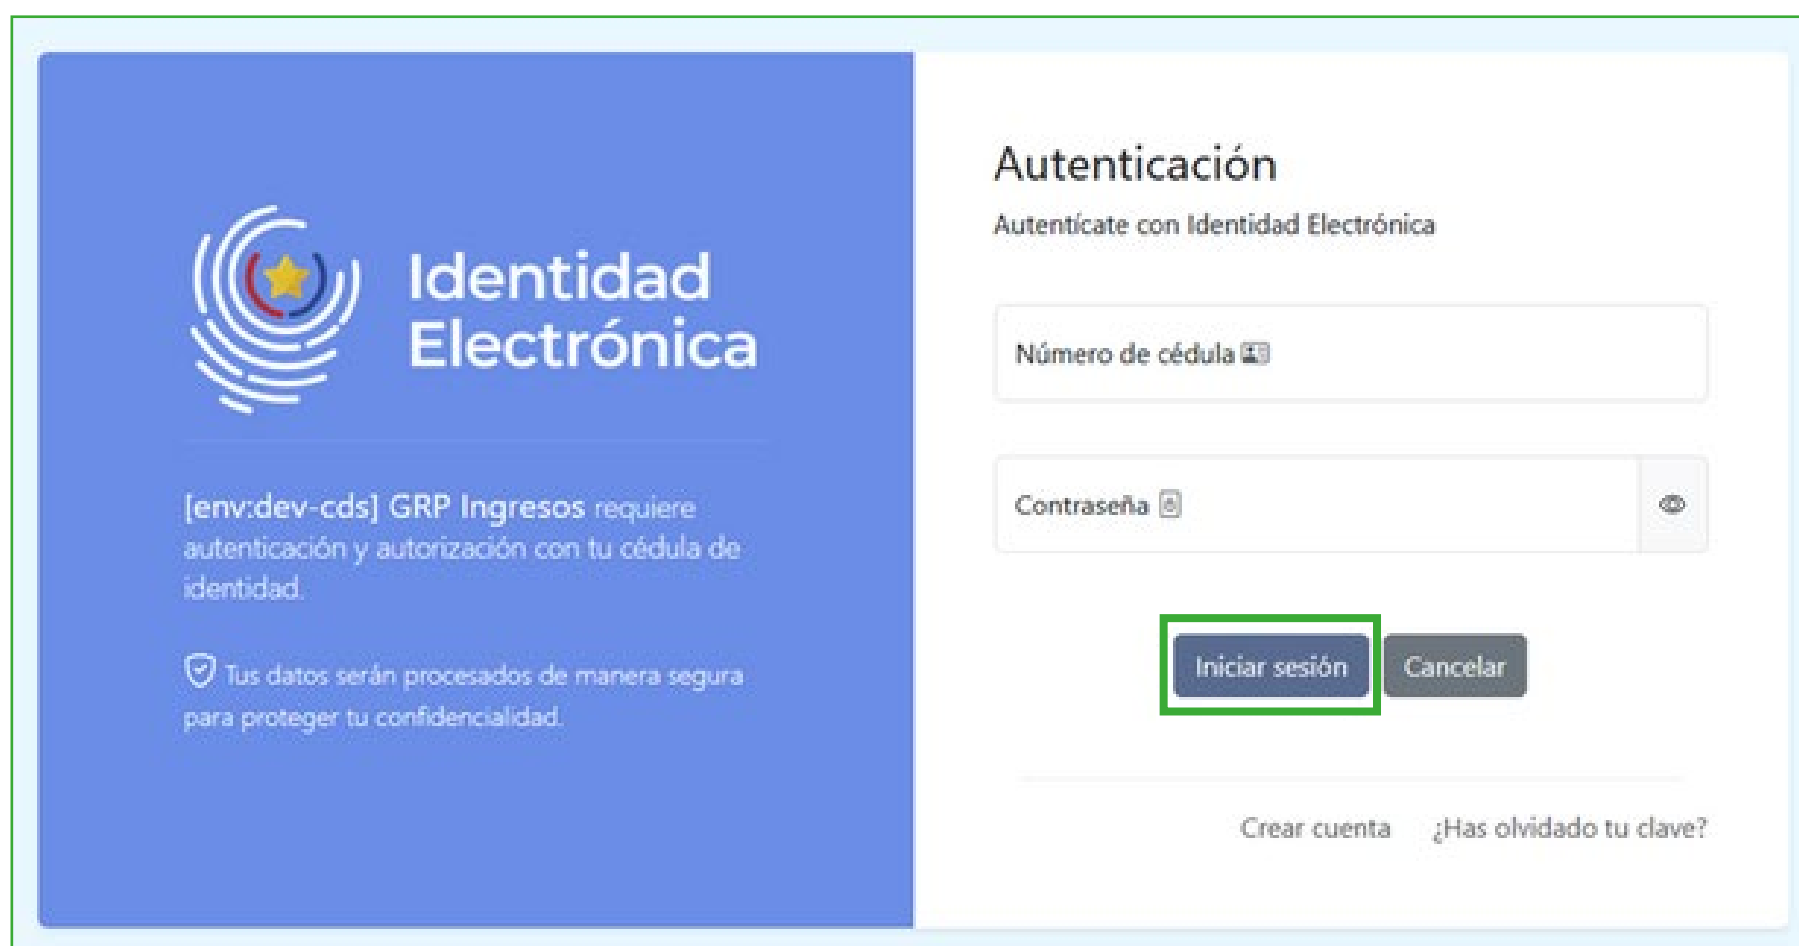 Identidad
Electrónica
[env:dev-cds] GRP Ingresos requiere
autenticación y autorización con tu cédula de
identidad.
Tus datos serán procesados de manera segura
para proteger tu confidencialidad.
Autenticación
Autentícate con Identidad Electrónica
Número de cédula
Contraseña
Iniciar sesión
Cancelar
Crear cuenta
¿Has olvidado tu clave?